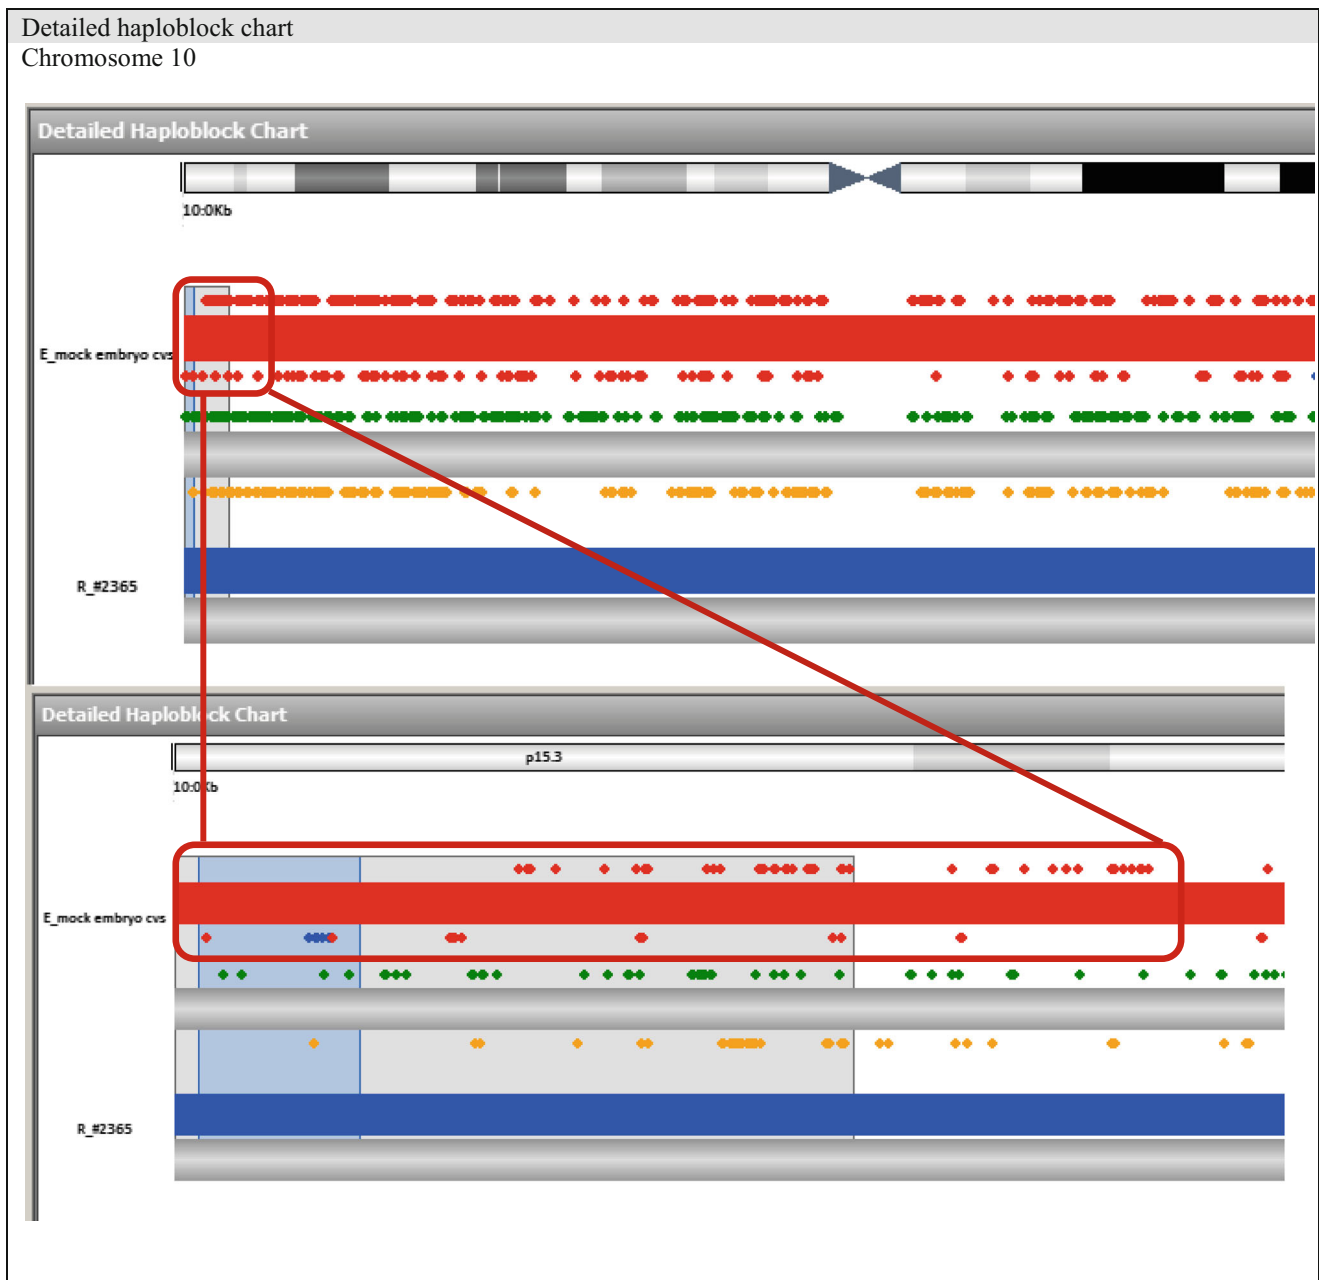 Detailed haploblock chart
Chromosome 10
Detailed Haploblock Chart
10:0Kb
E_mock embryo cvs
R_#2365
Detailed Haploblock Chart
p15.3
10:0Kb
E_mock embryo cvs
R_#2365